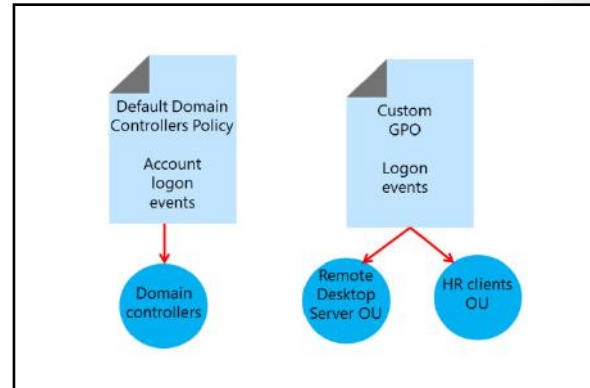 Default Domain
Controllers Policy
Account
logon
events
Custom
GPO
Logon
events
Domain
controllers
Remote
Desktop
Server OU
HR clients
OU